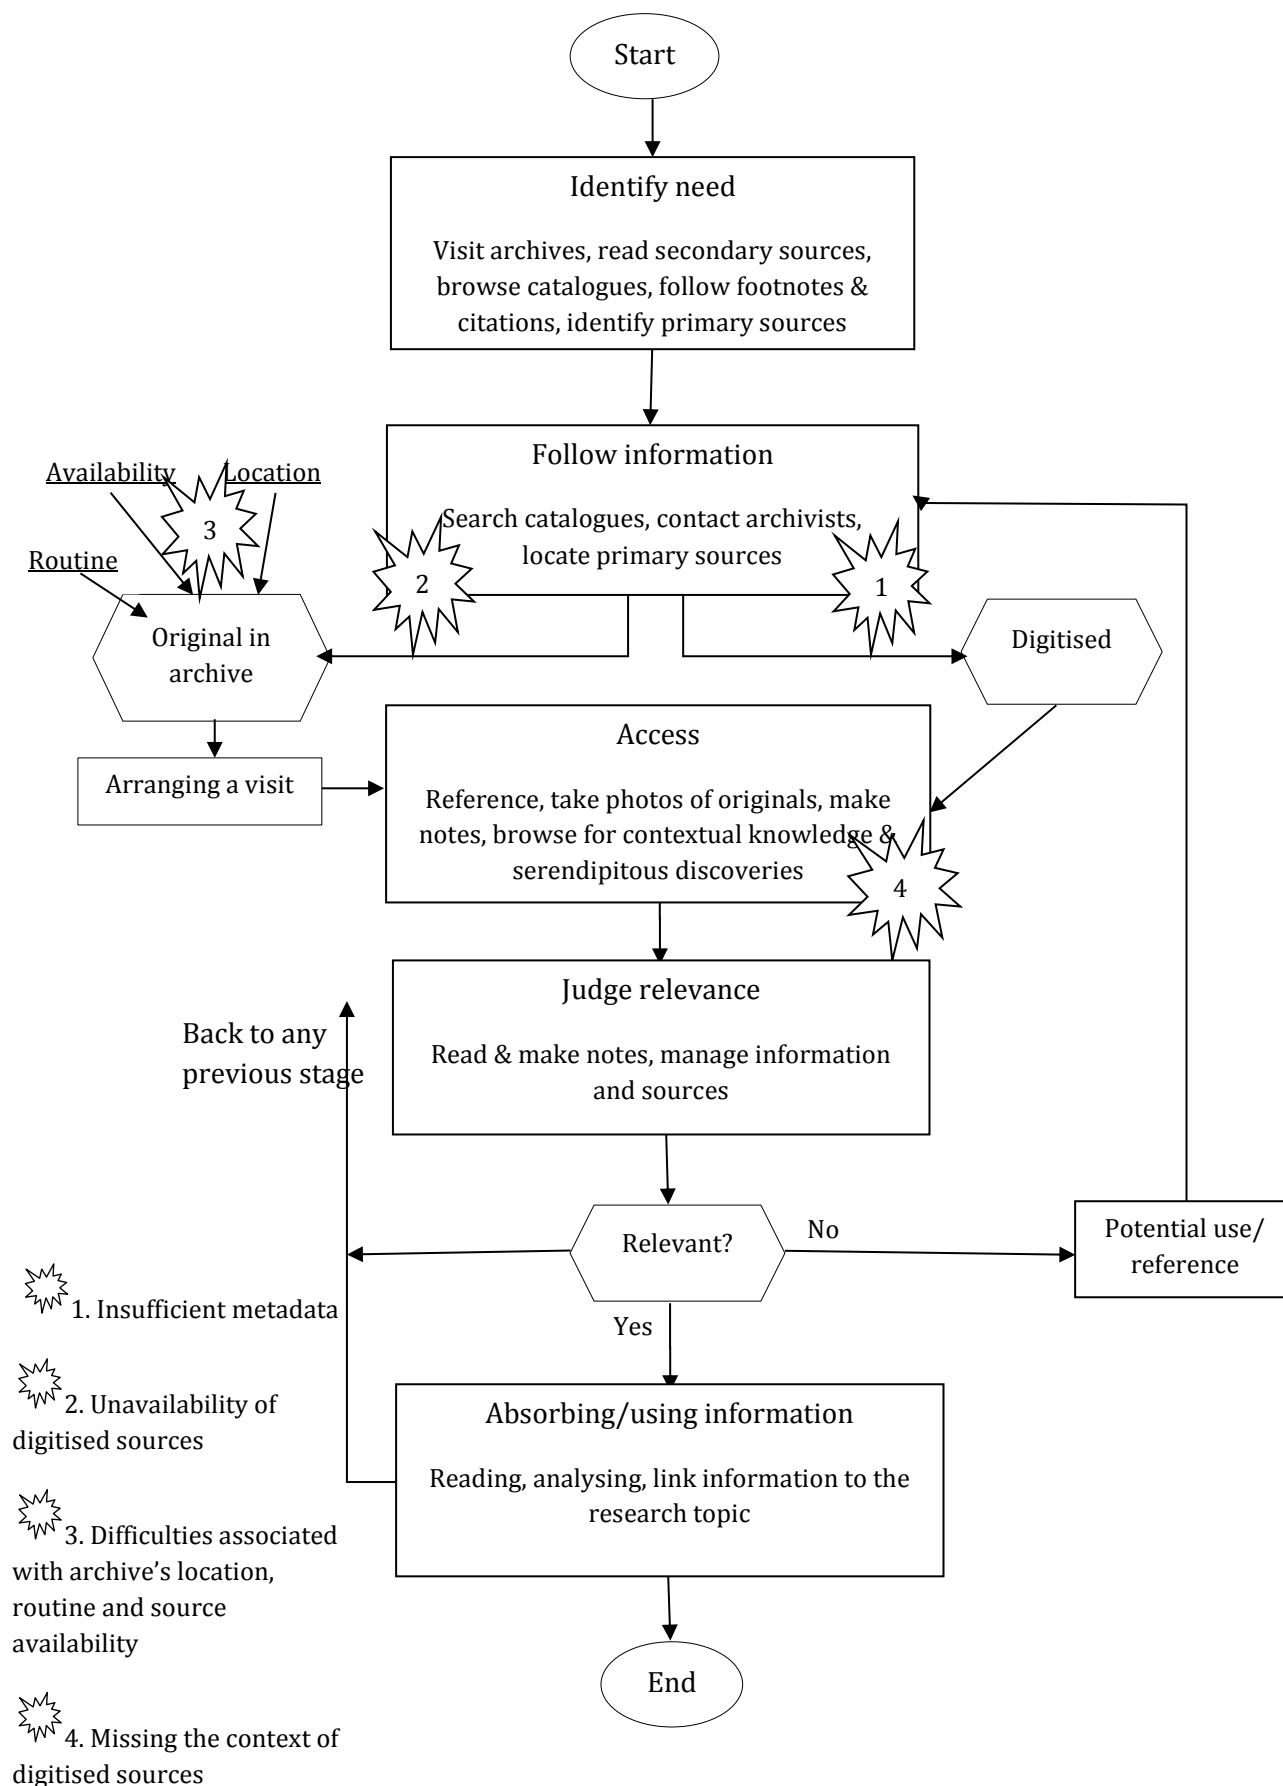 Start
Identify need
Visit archives, read secondary sources,
browse catalogues, follow footnotes &
citations, identify primary sources
Follow information
Search catalogues, contact archivists,
locate primary sources
Availability
Location
3
Routine
2
1
Original in
archive
Digitised
Arranging a visit
Access
Reference, take photos of originals, make
notes, browse for contextual knowledge &
serendipitous discoveries
4
Judge relevance
Read & make notes, manage information
and sources
Back to any
previous stage
Relevant?
No
Potential use/
reference
Yes
Absorbing/using information
Reading, analysing, link information to the
research topic
End
1. Insufficient metadata
2. Unavailability of
digitised sources
3. Difficulties associated
with archive’s location,
routine and source
availability
4. Missing the context of
digitised sources